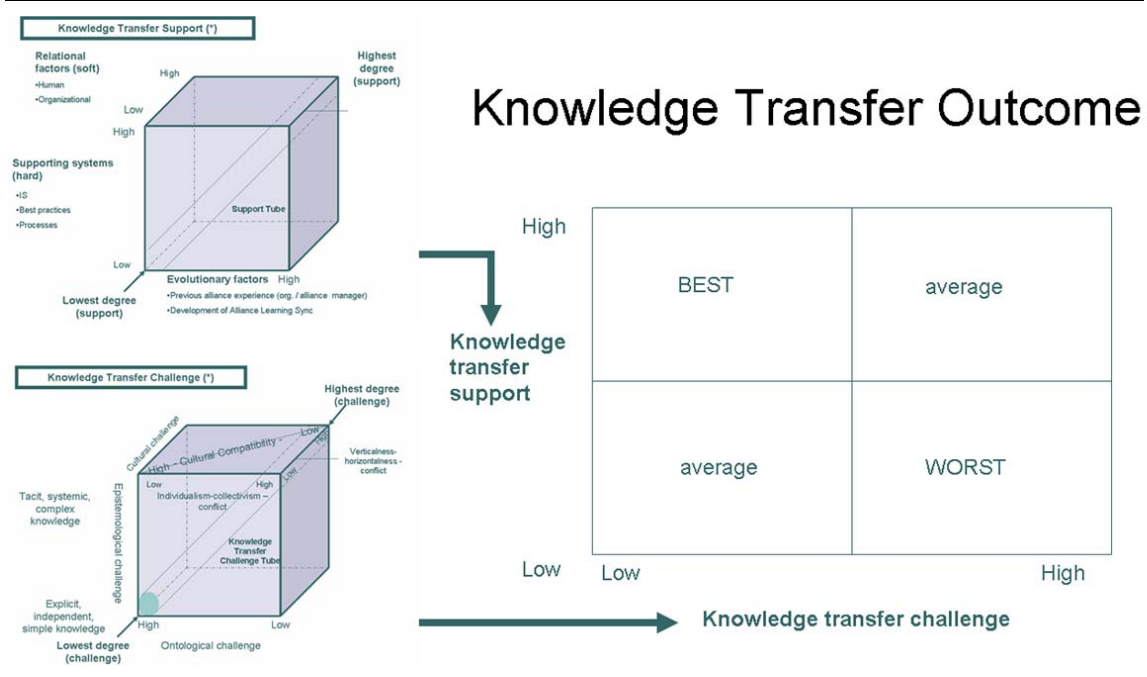 Knowledge Transfer Support (*)
Relational
factors (soft)
•Human
•Organizational
High
Highest
degree
(support)
Low
High
Supporting systems
(hard)
•IS
•Best practices
•Processes
Support Tube
Low
Evolutionary factors High
•Previous alliance experience (org. / alliance manager)
•Development of Alliance Learning Sync
Lowest degree
(support)
Knowledge Transfer Challenge (*)
Highest degree
(challenge)
Cultural challenge
High - Cultural Compatibility - Low
High
Low
Verticalness-
horizontalness -
conflict
Low High
Individualism-collectivism –
conflict
Tacit, systemic,
complex
knowledge
Epistemological challenge
Knowledge
Transfer
Challenge Tube
Explicit,
independent,
simple knowledge
High Low
Lowest degree
(challenge)
Ontological challenge
Knowledge Transfer Outcome
High
BEST average
Knowledge
transfer
support
average WORST
Low
Low High
Knowledge transfer challenge